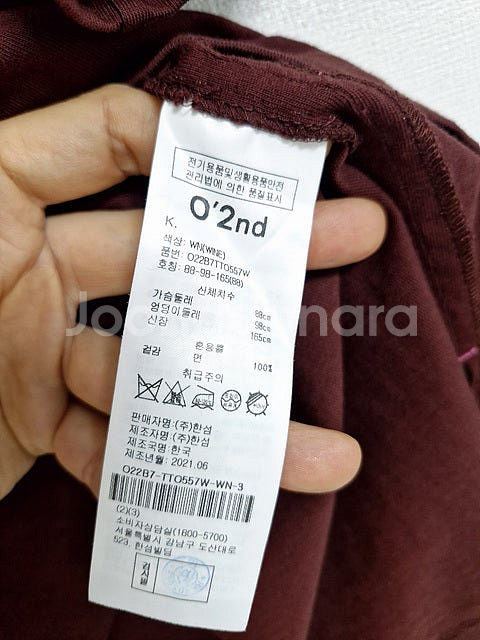 전기용품및생활용품안전
관리법에 의한 품질표시
O'2nd
K.
색상: WN(WINE)
품번: O22B7TTO557W
호칭: 88-98-165(88)
신체치수
가슴둘레 88cm
엉덩이둘레 98cm
신장 165cm
혼용률
겉감 면 100%
취급주의
판매자명:(주)한섬
제조자명:(주)한섬
제조국명:한국
제조년월: 2021.06
O22B7-TTO557W-WN-3
(2)(3)
소비자상담실(1800-5700)
서울특별시 강남구 도산대로
523, 한섬빌딩
검사필